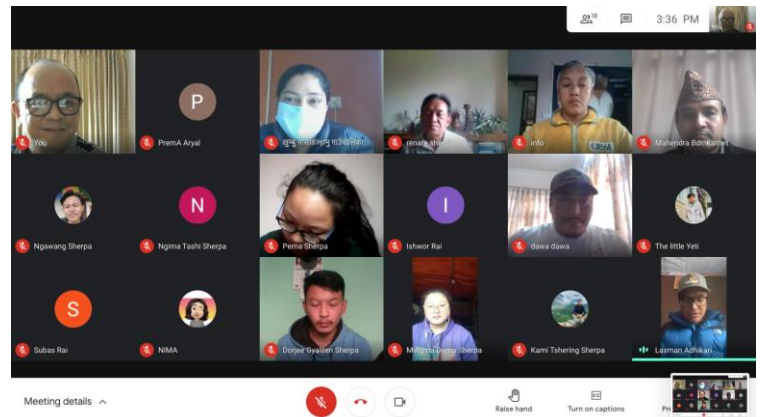 18
3:36 PM
You
You
P
PremA Aryal
info
Mahendra Bdr. Kathet
Ngawang Sherpa
N
Ngima Tashi Sherpa
Pema Sherpa
I
Ishwor Rai
dawa dawa
The little Yeti
S
Subas Rai
NIMA
Dorjee Gyalzen Sherpa
Sherpa
Kami Tshering Sherpa
Laxman Adhikari
Meeting details
Raise hand
Turn on captions